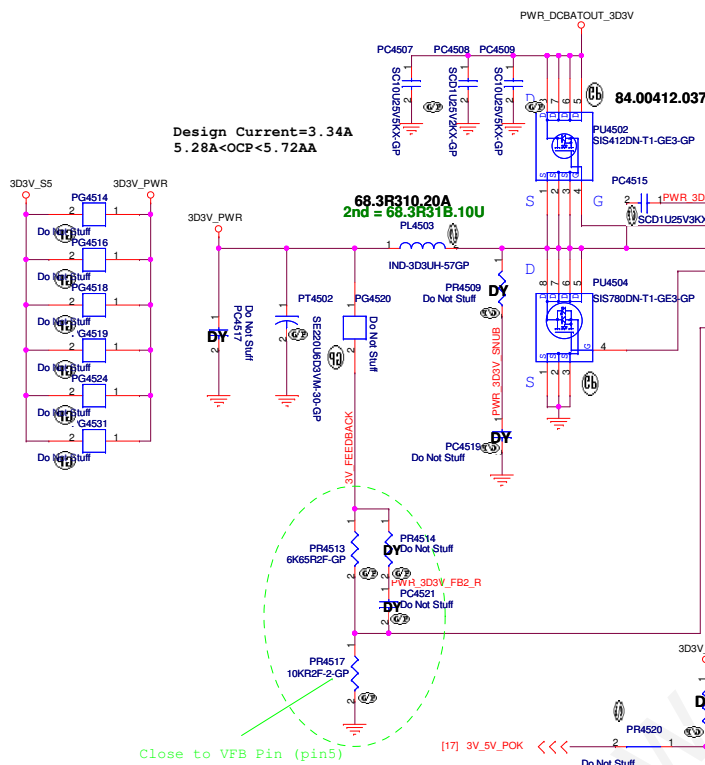 PWR_DCBATOUT_3D3V
PC4507
PC4508
PC4509
SC10U25V5KX-GP
SCD1U25V2KX-GP
SC10U25V5KX-GP
84.00412.037
PU4502
SIS412DN-T1-GE3-GP
D
S
G
Design Current=3.34A
5.28A<OCP<5.72AA
3D3V_S5
3D3V_PWR
PG4514
Do Not Stuff
PG4516
Do Not Stuff
PG4518
Do Not Stuff
G4519
Do Not Stuff
PG4524
Do Not Stuff
G4531
Do Not Stuff
3D3V_PWR
68.3R310.20A
2nd = 68.3R31B.10U
PL4503
IND-3D3UH-57GP
PC4515
PWR_3D
SCD1U25V3KX
DY
PC4517
Do Not Stuff
PT4502
SE220U6D3VM-30-GP
PG4520
Do Not Stuff
PR4509
DY
Do Not Stuff
PWR_3D3V_SNUB
D
S
PU4504
SIS780DN-T1-GE3-GP
PC4519
DY
Do Not Stuff
3V_FEEDBACK
PR4513
6K65R2F-GP
PR4514
DY
Do Not Stuff
PWR_3D3V_FB2_R
PC4521
DY
Do Not Stuff
PR4517
10KR2F-2-GP
Close to VFB Pin (pin5)
3D3V_
[17] 3V_5V_POK
PR4520
Do Not Stuff